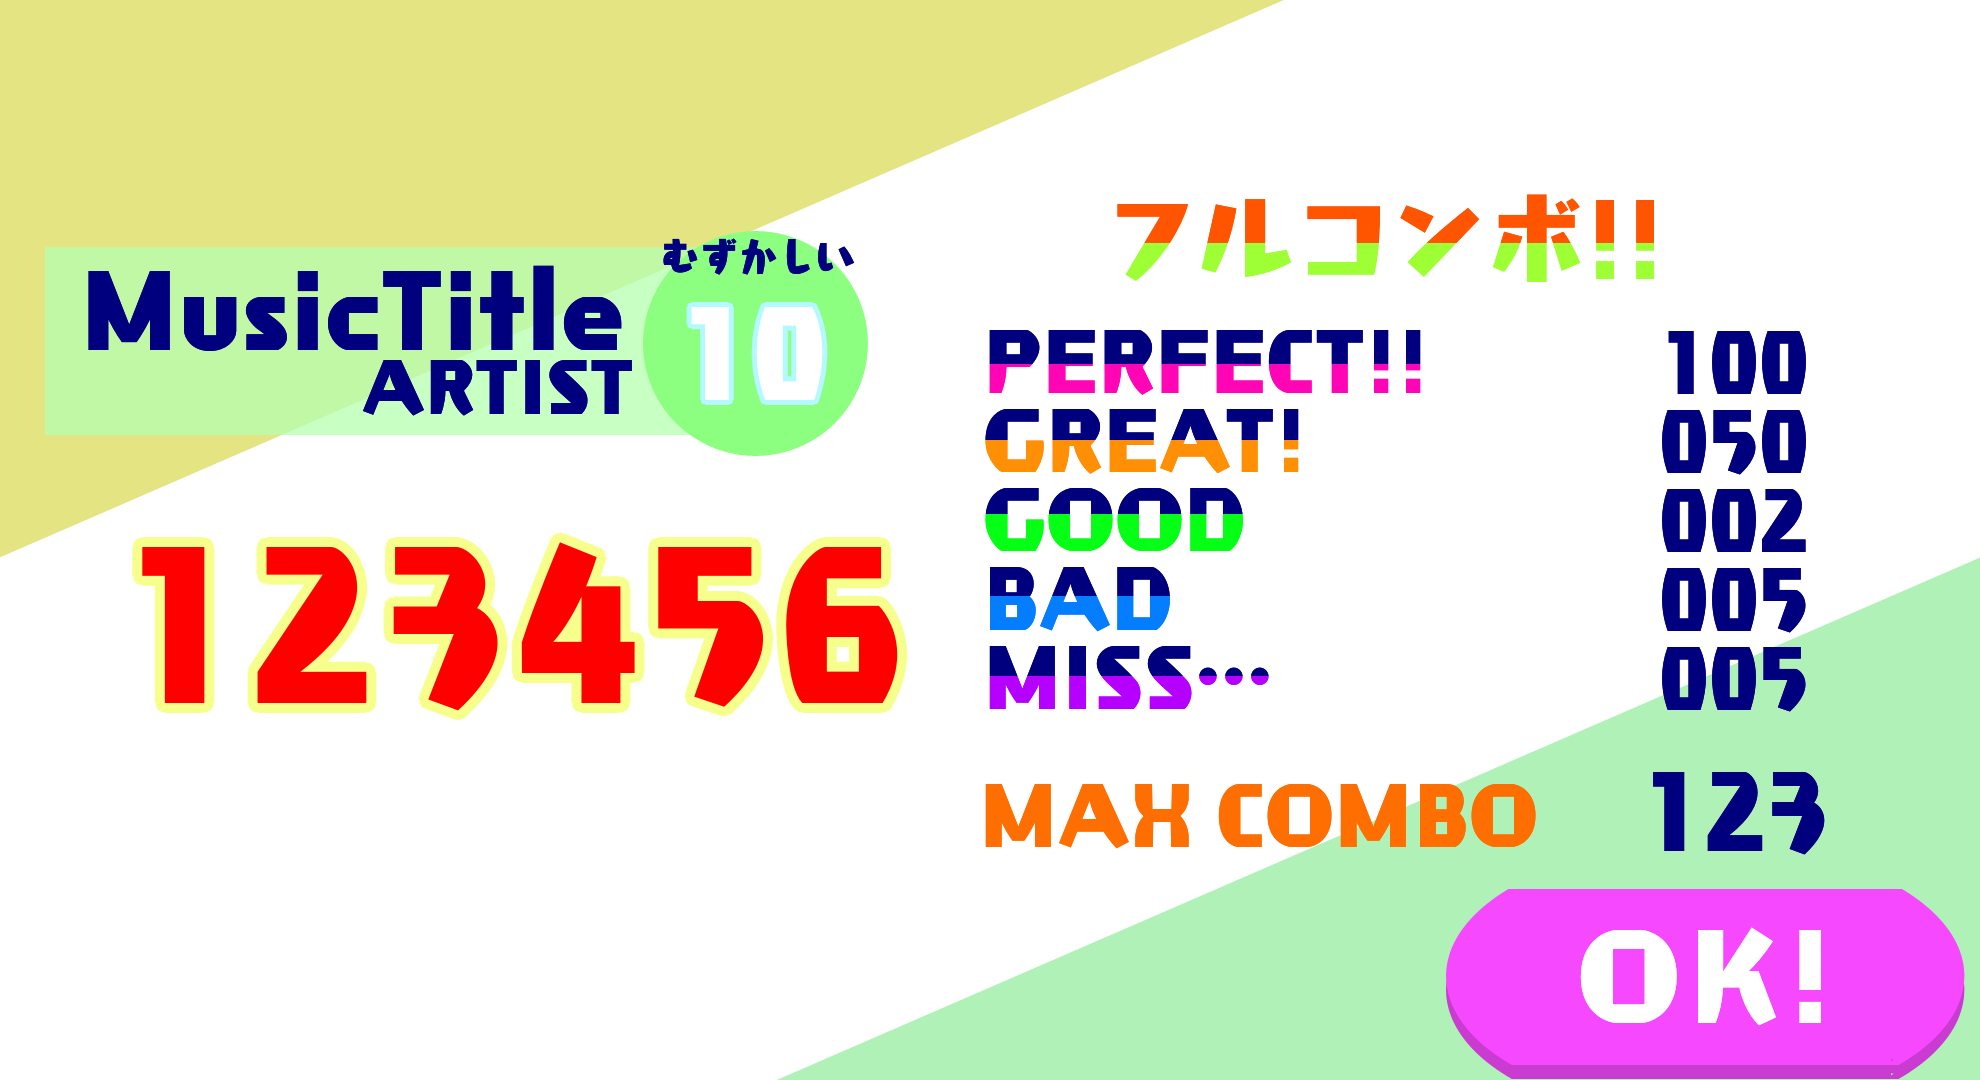 むずかしい
MusicTitle
10
ARTIST
123456
フルコンボ!!
PERFECT!! 100
GREAT! 050
GOOD 002
BAD 005
MISS… 005
MAX COMBO 123
OK!